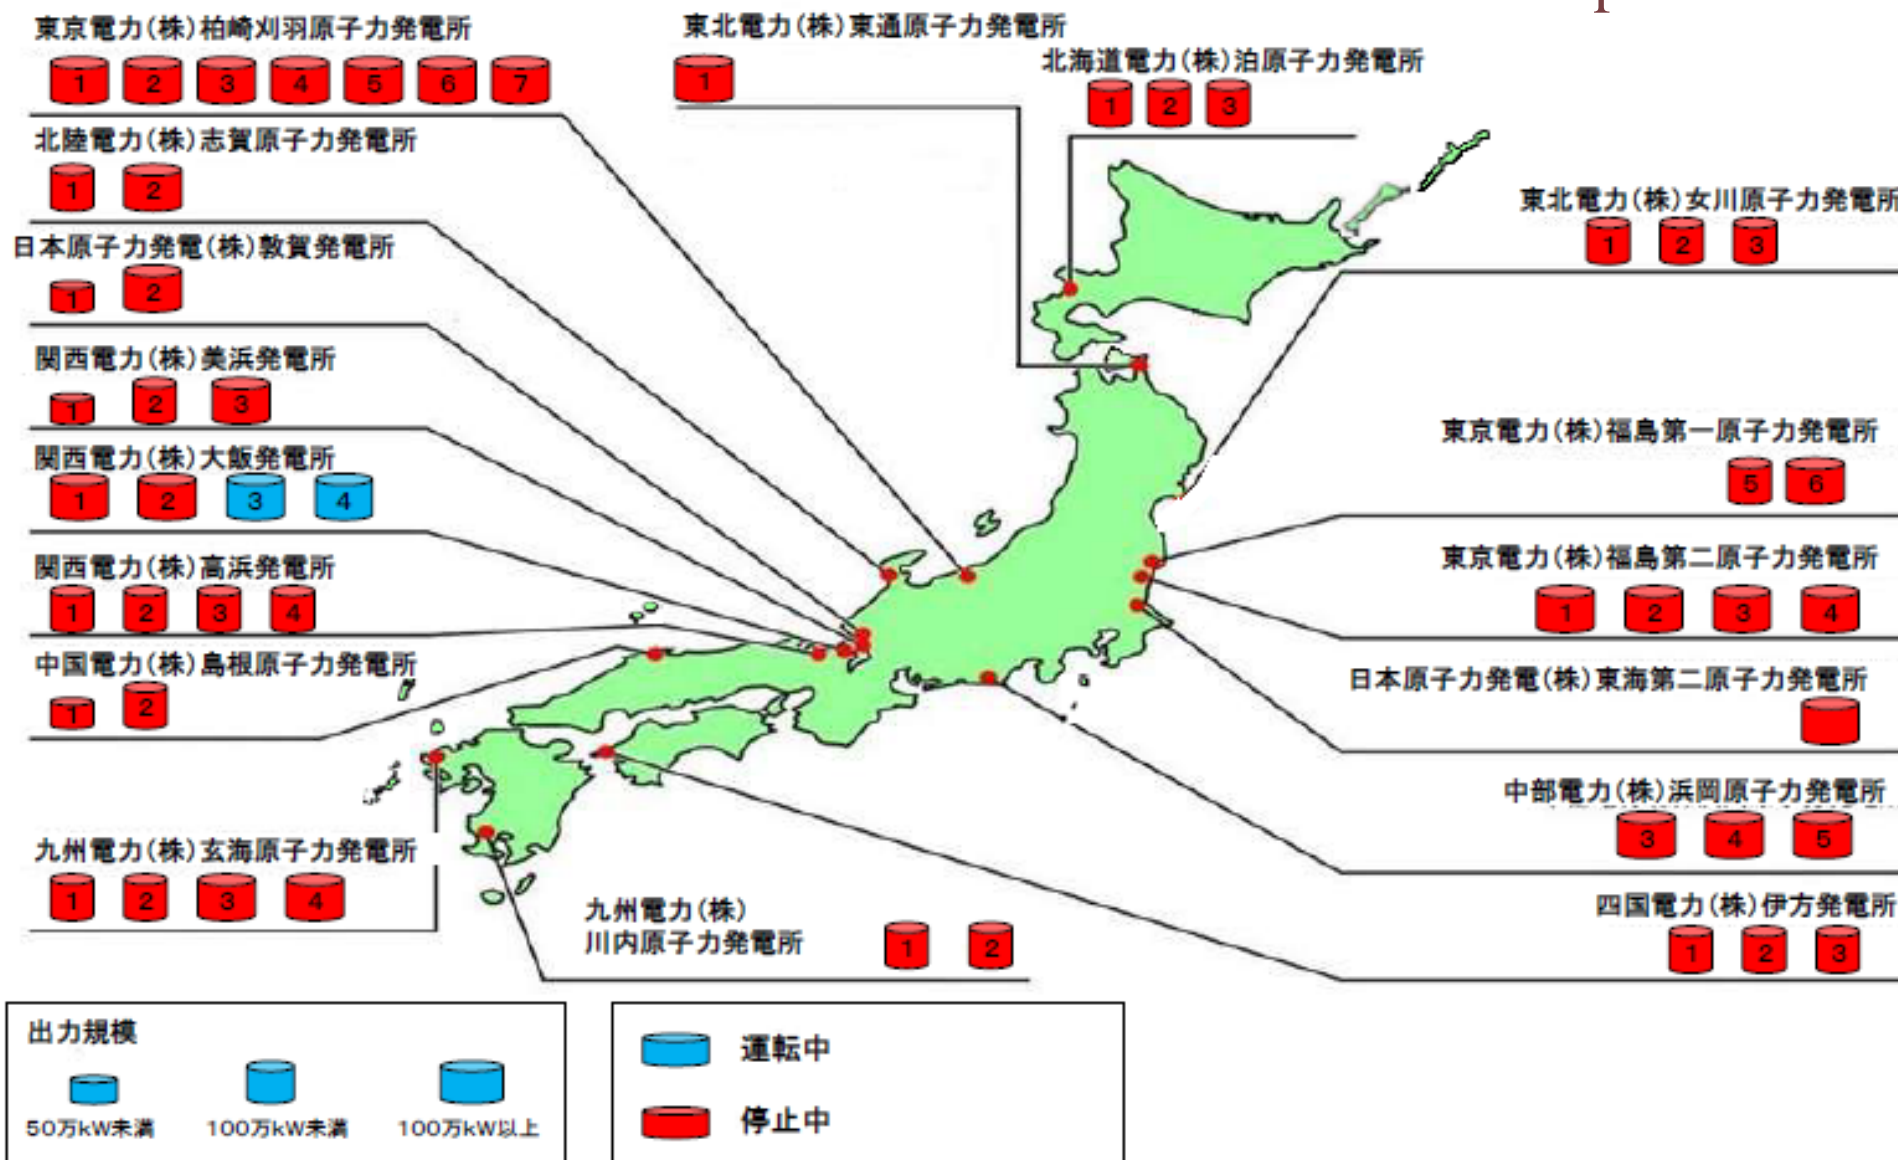 東京電力(株)柏崎刈羽原子力発電所
1 2 3 4 5 6 7
北陸電力(株)志賀原子力発電所
1 2
日本原子力発電(株)敦賀発電所
1 2
関西電力(株)美浜発電所
1 2 3
関西電力(株)大飯発電所
1 2 3 4
関西電力(株)高浜発電所
1 2 3 4
中国電力(株)島根原子力発電所
1 2
九州電力(株)玄海原子力発電所
1 2 3 4
東北電力(株)東通原子力発電所
1
北海道電力(株)泊原子力発電所
1 2 3
東北電力(株)女川原子力発電所
1 2 3
東京電力(株)福島第一原子力発電所
5 6
東京電力(株)福島第二原子力発電所
1 2 3 4
日本原子力発電(株)東海第二原子力発電所
中部電力(株)浜岡原子力発電所
3 4 5
四国電力(株)伊方発電所
1 2 3
九州電力(株)
川内原子力発電所
1 2
出力規模
50万kW未満 100万kW未満 100万kW以上
運転中
停止中